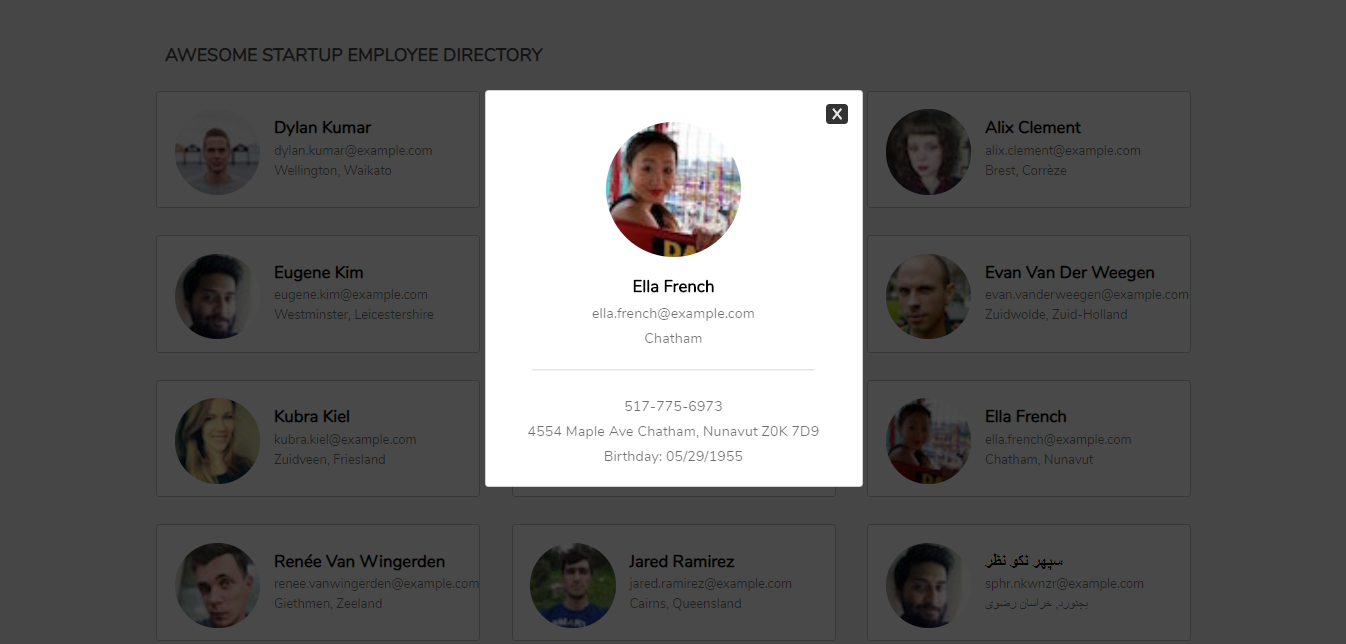 AWESOME STARTUP EMPLOYEE DIRECTORY
Dylan Kumar
dylan.kumar@example.com
Wellington, Waikato
X
Ella French
ella.french@example.com
Chatham
517-775-6973
4554 Maple Ave Chatham, Nunavut Z0K 7D9
Birthday: 05/29/1955
Alix Clement
alix.clement@example.com
Brest, Corrèze
Eugene Kim
eugene.kim@example.com
Westminster, Leicestershire
Evan Van Der Weegen
evan.vanderweegen@example.com
Zuidwolde, Zuid-Holland
Kubra Kiel
kubra.kiel@example.com
Zuidveen, Friesland
Ella French
ella.french@example.com
Chatham, Nunavut
Renée Van Wingerden
renee.vanwingerden@example.com
Giethmen, Zeeland
Jared Ramirez
jared.ramirez@example.com
Cairns, Queensland
سپهر نكو نظر
sphr.nkwnzr@example.com
بجنورد, خراسان رضوی